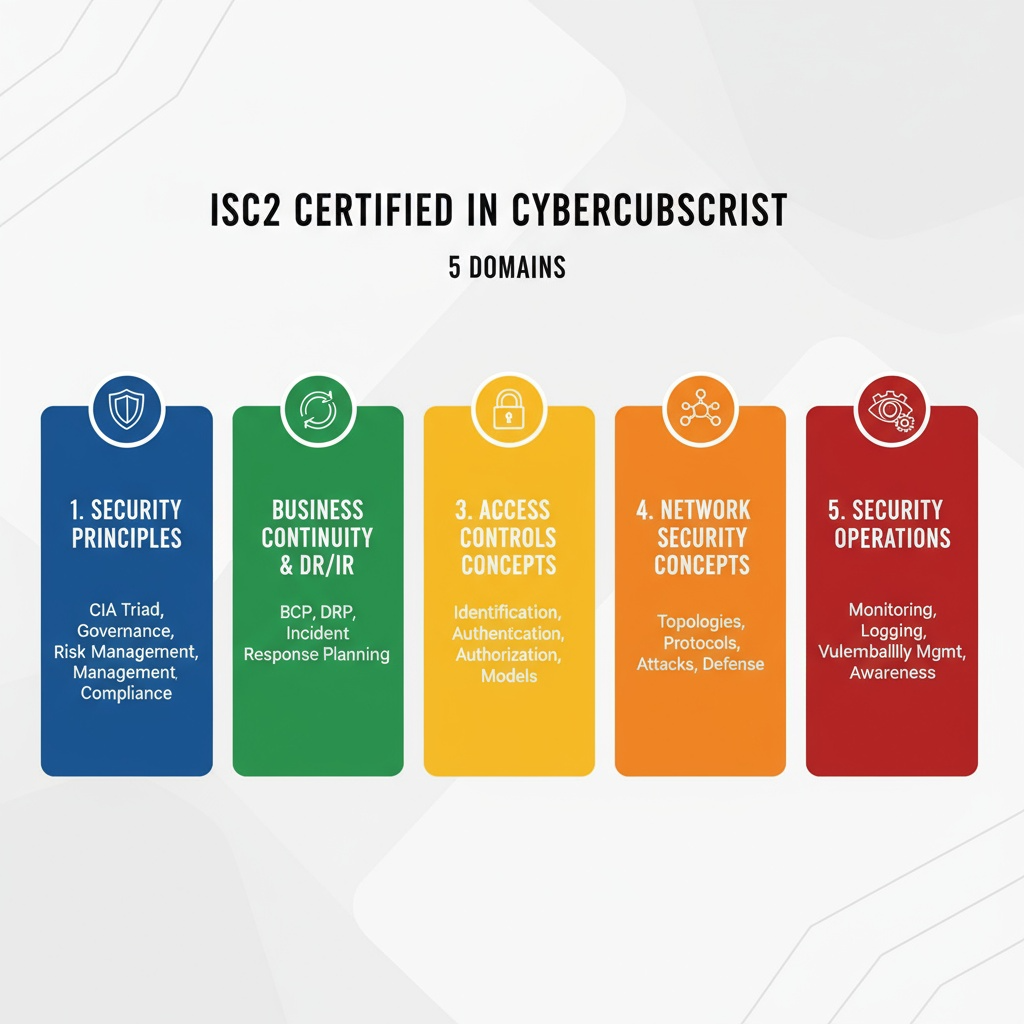 ISC2 CERTIFIED IN CYBERCUBSCRIST
5 DOMAINS
1. SECURITY
PRINCIPLES
CIA Triad,
Governance,
Risk Management,
Management,
Compliance
BUSINESS
CONTINUITY
& DR/IR
BCP, DRP,
Incident
Response Planning
3. ACCESS
CONTROLS
CONCEPTS
Identification,
Authentcation,
Authorization,
Models
4. NETWORK
SECURITY
CONCEPTS
Topologies,
Protocols,
Attacks, Defense
5. SECURITY
OPERATIONS
Monitoring,
Logging,
Vulemballlly Mgmt,
Awareness